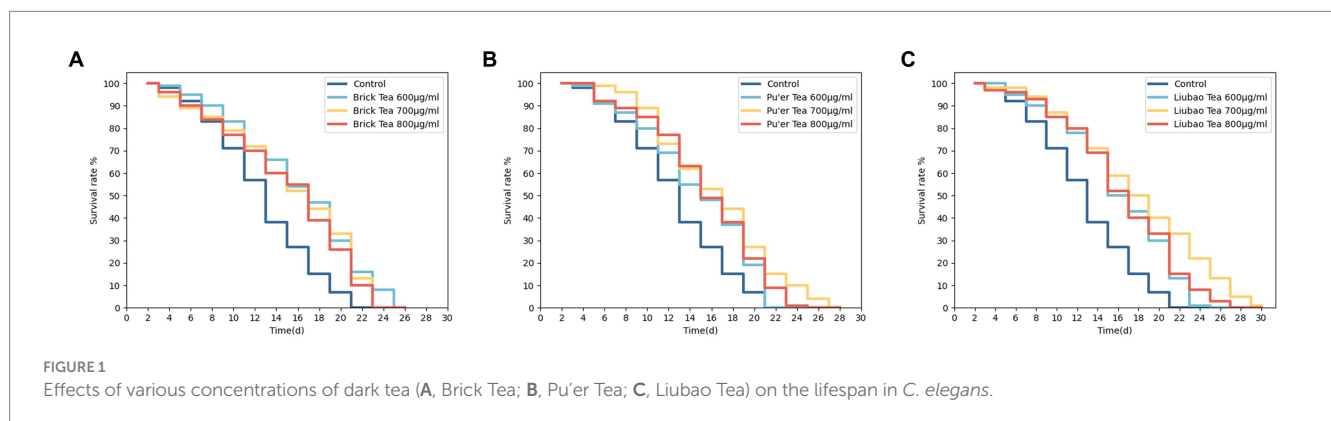 A
Control
Brick Tea 600µg/ml
Brick Tea 700µg/ml
Brick Tea 800µg/ml
100
90
80
70
60
50
40
30
20
10
0
Survival rate %
0 2 4 6 8 10 12 14 16 18 20 22 24 26 28 30
Time(d)
B
Control
Pu'er Tea 600µg/ml
Pu'er Tea 700µg/ml
Pu'er Tea 800µg/ml
100
90
80
70
60
50
40
30
20
10
0
Survival rate %
0 2 4 6 8 10 12 14 16 18 20 22 24 26 28 30
Time(d)
C
Control
Liubao Tea 600µg/ml
Liubao Tea 700µg/ml
Liubao Tea 800µg/ml
100
90
80
70
60
50
40
30
20
10
0
Survival rate %
0 2 4 6 8 10 12 14 16 18 20 22 24 26 28 30
Time(d)
FIGURE 1
Effects of various concentrations of dark tea (A, Brick Tea; B, Pu'er Tea; C, Liubao Tea) on the lifespan in C. elegans.